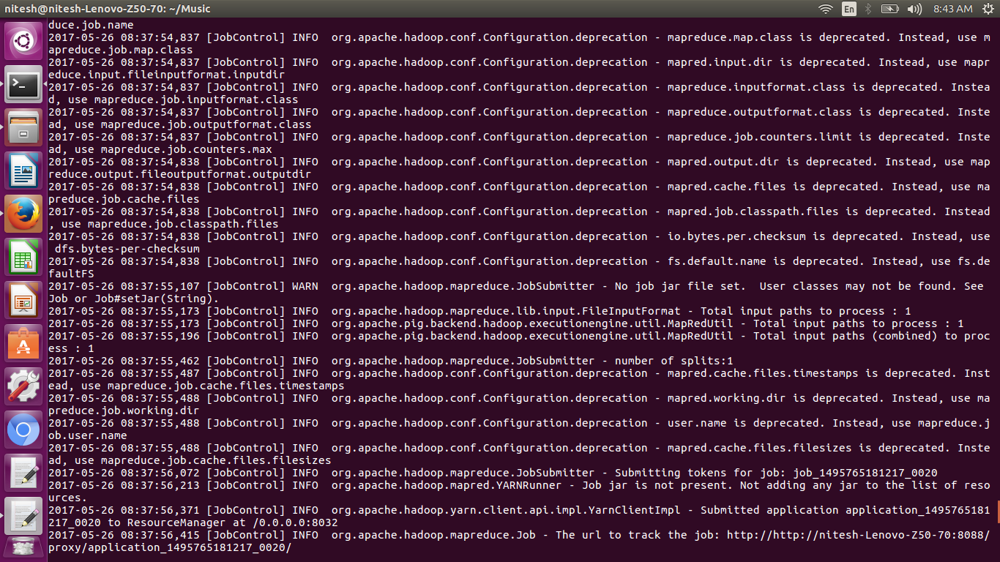 nitesh@nitesh-Lenovo-Z50-70: ~/Music
En
8:43 AM
duce.job.name
2017-05-26 08:37:54,837 [JobControl] INFO  org.apache.hadoop.conf.Configuration.deprecation - mapreduce.map.class is deprecated. Instead, use m
apreduce.job.map.class
2017-05-26 08:37:54,837 [JobControl] INFO  org.apache.hadoop.conf.Configuration.deprecation - mapred.input.dir is deprecated. Instead, use mapr
educe.input.fileinputformat.inputdir
2017-05-26 08:37:54,837 [JobControl] INFO  org.apache.hadoop.conf.Configuration.deprecation - mapreduce.inputformat.class is deprecated. Instea
d, use mapreduce.job.inputformat.class
2017-05-26 08:37:54,837 [JobControl] INFO  org.apache.hadoop.conf.Configuration.deprecation - mapreduce.outputformat.class is deprecated. Inste
ad, use mapreduce.job.outputformat.class
2017-05-26 08:37:54,837 [JobControl] INFO  org.apache.hadoop.conf.Configuration.deprecation - mapreduce.job.counters.limit is deprecated. Inste
ad, use mapreduce.job.counters.max
2017-05-26 08:37:54,838 [JobControl] INFO  org.apache.hadoop.conf.Configuration.deprecation - mapred.output.dir is deprecated. Instead, use map
reduce.output.fileoutputformat.outputdir
2017-05-26 08:37:54,838 [JobControl] INFO  org.apache.hadoop.conf.Configuration.deprecation - mapred.cache.files is deprecated. Instead, use ma
preduce.job.cache.files
2017-05-26 08:37:54,838 [JobControl] INFO  org.apache.hadoop.conf.Configuration.deprecation - mapred.job.classpath.files is deprecated. Instead
, use mapreduce.job.classpath.files
2017-05-26 08:37:54,838 [JobControl] INFO  org.apache.hadoop.conf.Configuration.deprecation - io.bytes.per.checksum is deprecated. Instead, use
 dfs.bytes-per-checksum
2017-05-26 08:37:54,838 [JobControl] INFO  org.apache.hadoop.conf.Configuration.deprecation - fs.default.name is deprecated. Instead, use fs.de
faultFS
2017-05-26 08:37:55,107 [JobControl] WARN  org.apache.hadoop.mapreduce.JobSubmitter - No job jar file set.  User classes may not be found. See
Job or Job#setJar(String).
2017-05-26 08:37:55,173 [JobControl] INFO  org.apache.hadoop.mapreduce.lib.input.FileInputFormat - Total input paths to process : 1
2017-05-26 08:37:55,173 [JobControl] INFO  org.apache.pig.backend.hadoop.executionengine.util.MapRedUtil - Total input paths to process : 1
2017-05-26 08:37:55,196 [JobControl] INFO  org.apache.pig.backend.hadoop.executionengine.util.MapRedUtil - Total input paths (combined) to proc
ess : 1
2017-05-26 08:37:55,462 [JobControl] INFO  org.apache.hadoop.mapreduce.JobSubmitter - number of splits:1
2017-05-26 08:37:55,487 [JobControl] INFO  org.apache.hadoop.conf.Configuration.deprecation - mapred.cache.files.timestamps is deprecated. Inst
ead, use mapreduce.job.cache.files.timestamps
2017-05-26 08:37:55,488 [JobControl] INFO  org.apache.hadoop.conf.Configuration.deprecation - mapred.working.dir is deprecated. Instead, use ma
preduce.job.working.dir
2017-05-26 08:37:55,488 [JobControl] INFO  org.apache.hadoop.conf.Configuration.deprecation - user.name is deprecated. Instead, use mapreduce.j
ob.user.name
2017-05-26 08:37:55,488 [JobControl] INFO  org.apache.hadoop.conf.Configuration.deprecation - mapred.cache.files.filesizes is deprecated. Inste
ad, use mapreduce.job.cache.files.filesizes
2017-05-26 08:37:56,072 [JobControl] INFO  org.apache.hadoop.mapreduce.JobSubmitter - Submitting tokens for job: job_1495765181217_0020
2017-05-26 08:37:56,213 [JobControl] INFO  org.apache.hadoop.mapred.YARNRunner - Job jar is not present. Not adding any jar to the list of reso
urces.
2017-05-26 08:37:56,371 [JobControl] INFO  org.apache.hadoop.yarn.client.api.impl.YarnClientImpl - Submitted application application_1495765181
217_0020 to ResourceManager at /0.0.0.0:8032
2017-05-26 08:37:56,415 [JobControl] INFO  org.apache.hadoop.mapreduce.Job - The url to track the job: http://http://nitesh-Lenovo-Z50-70:8088/
proxy/application_1495765181217_0020/